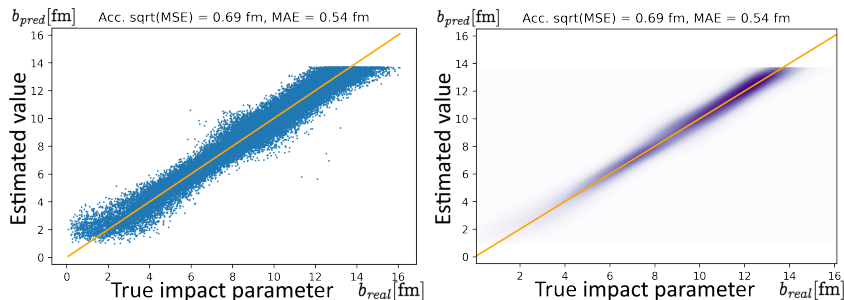 b_pred[fm] Acc. sqrt(MSE) = 0.69 fm, MAE = 0.54 fm
16
14
12
10
8
6
4
2
0
Estimated value
0 2 4 6 8 10 12 14 16
True impact parameter b_real[fm]
b_pred[fm] Acc. sqrt(MSE) = 0.69 fm, MAE = 0.54 fm
16
14
12
10
8
6
4
2
0
Estimated value
2 4 6 8 10 12 14 16
True impact parameter b_real[fm]